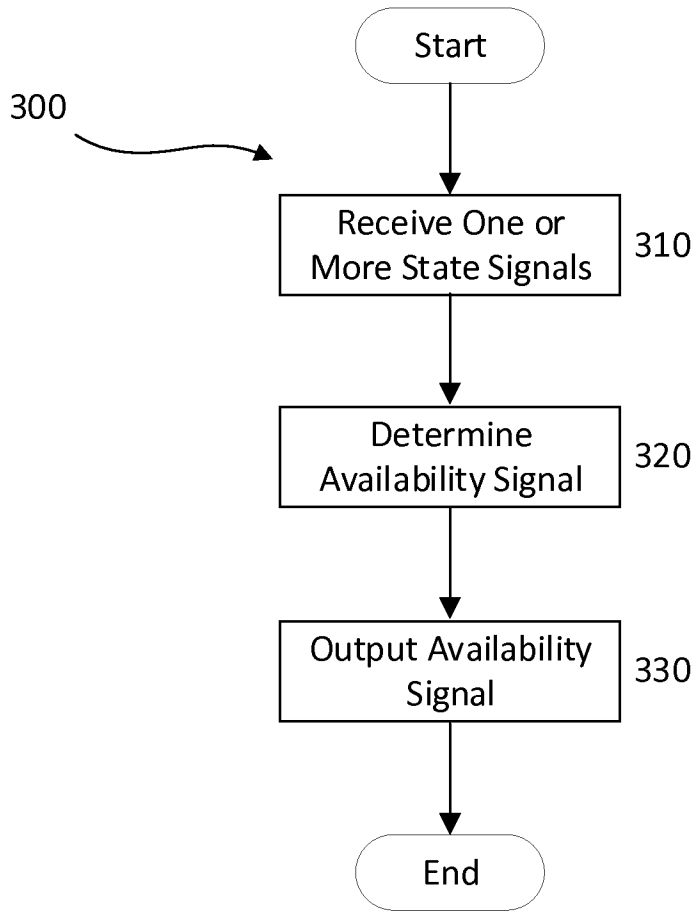 Start
300
Receive One or
More State Signals
310
Determine
Availability Signal
320
Output Availability
Signal
330
End